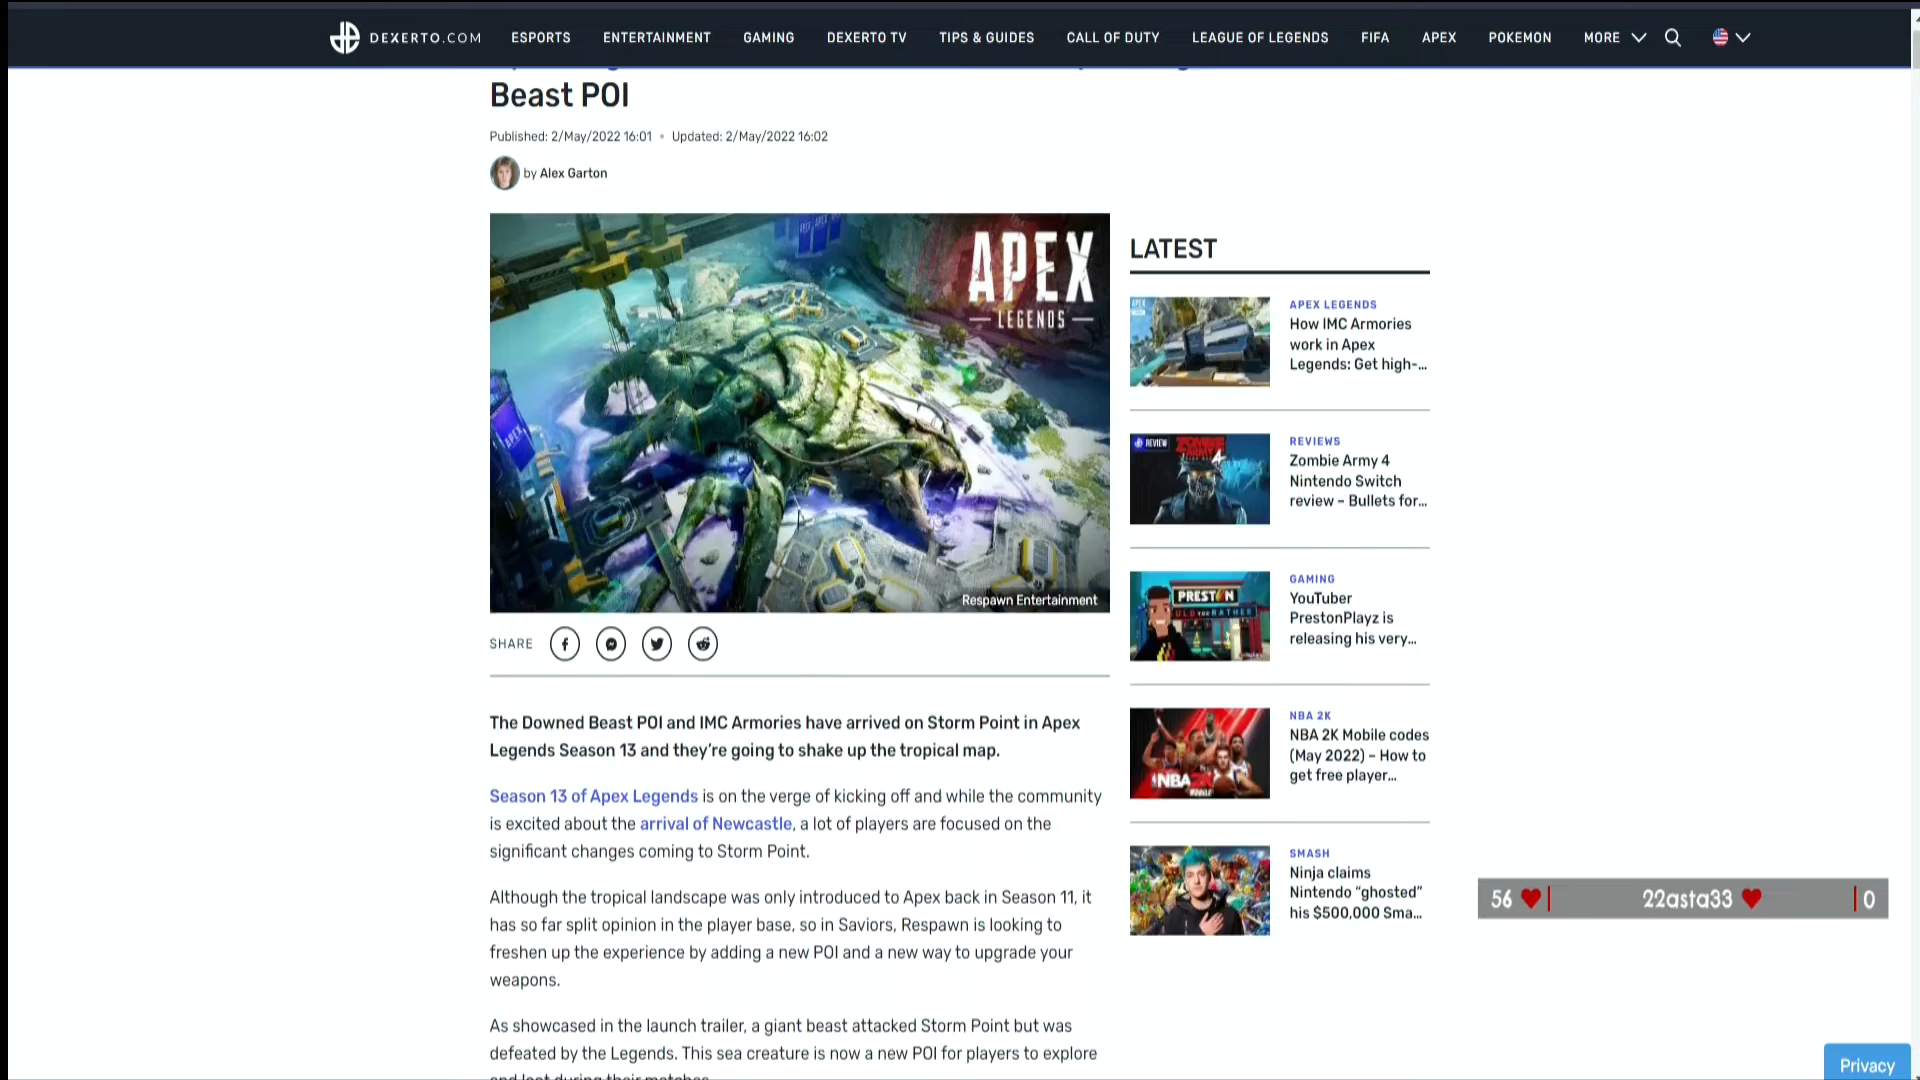 DEXERTO.COM
ESPORTS
ENTERTAINMENT
GAMING
DEXERTO TV
TIPS & GUIDES
CALL OF DUTY
LEAGUE OF LEGENDS
FIFA
APEX
POKEMON
MORE
Beast POI
Published: 2/May/2022 16:01 • Updated: 2/May/2022 16:02
by Alex Garton
APEX
LEGENDS
APEX
Respawn Entertainment
SHARE
The Downed Beast POI and IMC Armories have arrived on Storm Point in Apex
Legends Season 13 and they’re going to shake up the tropical map.
Season 13 of Apex Legends is on the verge of kicking off and while the community
is excited about the arrival of Newcastle, a lot of players are focused on the
significant changes coming to Storm Point.
Although the tropical landscape was only introduced to Apex back in Season 11, it
has so far split opinion in the player base, so in Saviors, Respawn is looking to
freshen up the experience by adding a new POI and a new way to upgrade your
weapons.
As showcased in the launch trailer, a giant beast attacked Storm Point but was
defeated by the Legends. This sea creature is now a new POI for players to explore
LATEST
APEX LEGENDS
How IMC Armories
work in Apex
Legends: Get high-...
REVIEW
ZOMBIE
ARMY 4
REVIEWS
Zombie Army 4
Nintendo Switch
review – Bullets for...
PRESTON
GAMING
YouTuber
PrestonPlayz is
releasing his very...
NBA
NBA 2K
NBA 2K Mobile codes
(May 2022) – How to
get free player...
SMASH
Ninja claims
Nintendo “ghosted”
his $500,000 Sma...
56 22asta33 0
Privacy